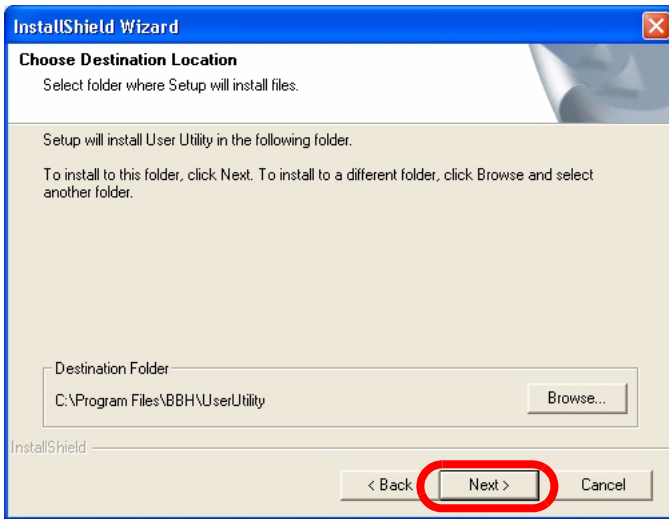 InstallShield Wizard
Choose Destination Location
Select folder where Setup will install files.
Setup will install User Utility in the following folder.
To install to this folder, click Next. To install to a different folder, click Browse and select
another folder.
Destination Folder
C:\Program Files\BBH\UserUtility
Browse...
InstallShield
< Back
Next >
Cancel